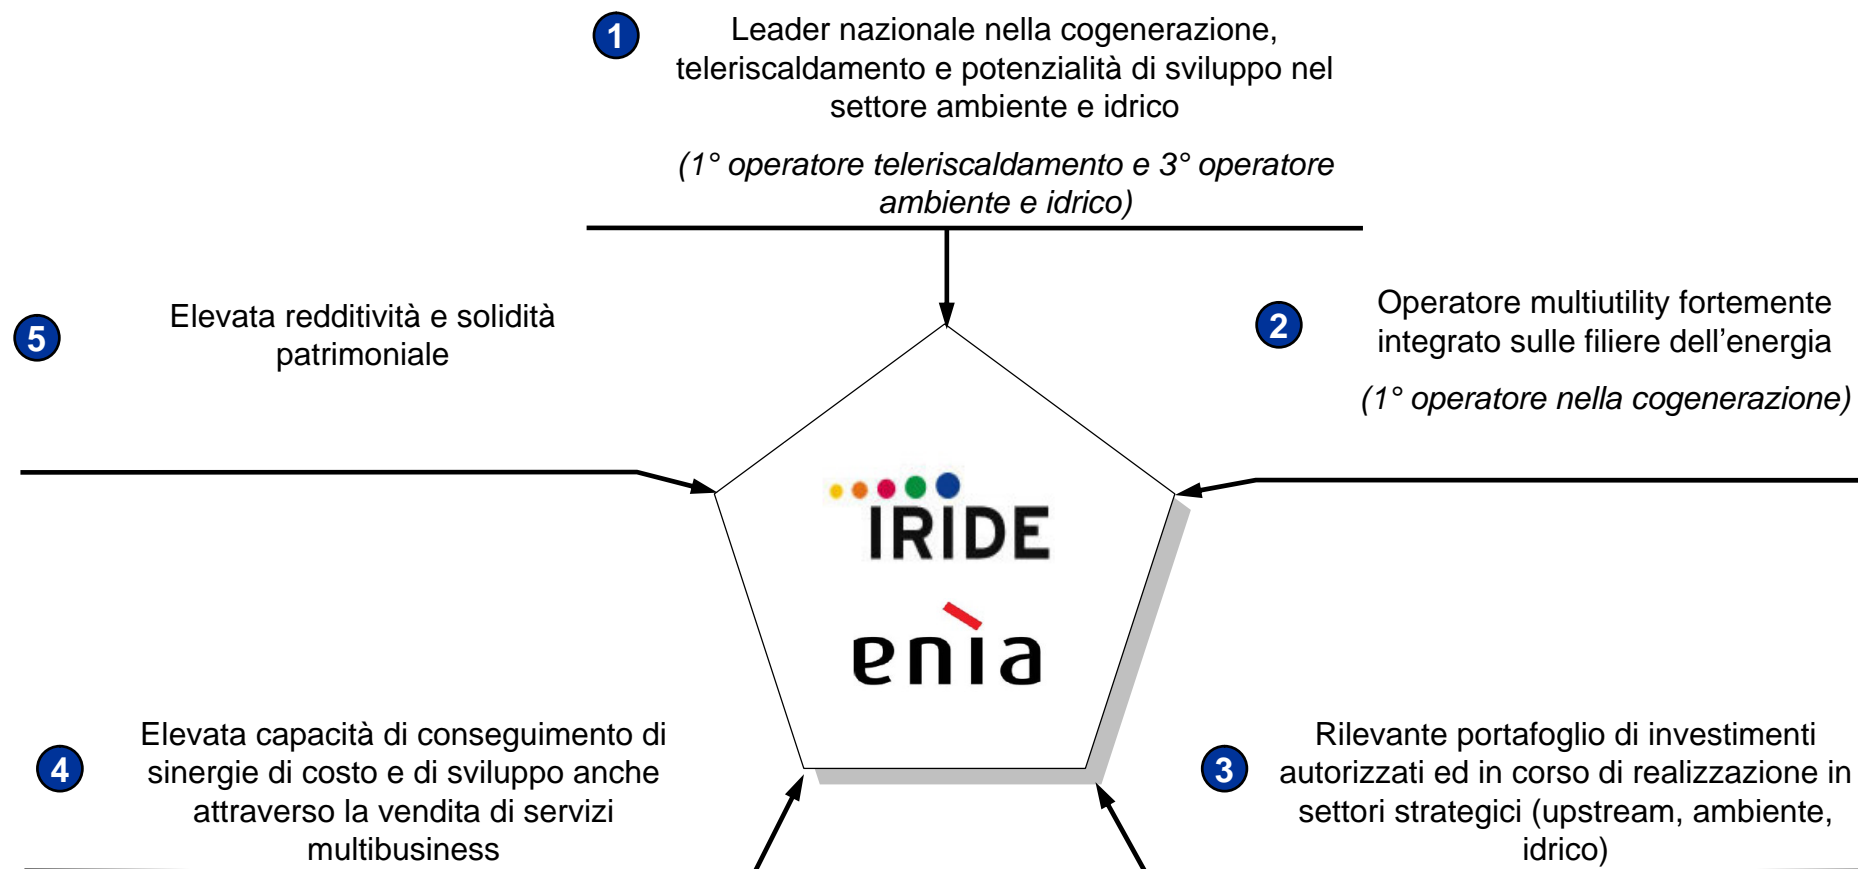 1
Leader nazionale nella cogenerazione,
teleriscaldamento e potenzialità di sviluppo nel
settore ambiente e idrico
(1° operatore teleriscaldamento e 3° operatore
ambiente e idrico)
2
Operatore multiutility fortemente
integrato sulle filiere dell’energia
(1° operatore nella cogenerazione)
5
Elevata redditività e solidità
patrimoniale
IRIDE
enìa
4
Elevata capacità di conseguimento di
sinergie di costo e di sviluppo anche
attraverso la vendita di servizi
multibusiness
3
Rilevante portafoglio di investimenti
autorizzati ed in corso di realizzazione in
settori strategici (upstream, ambiente,
idrico)